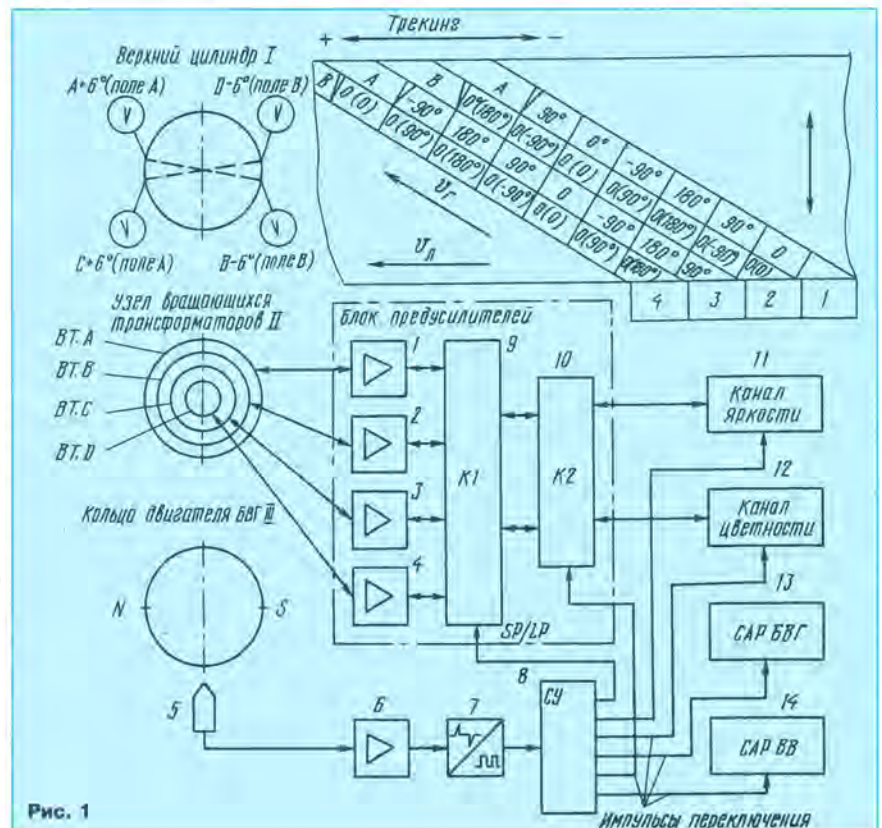 Трекинг
+ −
Верхний цилиндр I
А+6°(поле А) D-6°(поле В)
V V
V V
С+6°(поле А) В-6°(поле В)
В А В А
0(0) -90° 0°(180°) 90° 0° -90° 180° 90° 0
0(90°) 180° 0(-90°) 0(0) 0(90°) 0(180°) 0(-90°) 0(0)
0(180°) 90° 0 -90° 180° 90°
0(-90°) 0(0) 0(90°) 0(180°)
vг
vл
4 3 2 1
Узел вращающихся
трансформаторов II
ВТ.А
ВТ.В
ВТ.С
ВТ.D
Блок предусилителей
1
2
3
4
9
К1
10
К2
SP/LP
11
Канал
яркости
12
Канал
цветности
13
САР БВГ
14
САР ВВ
Кольцо двигателя БВГ III
N S
5
6
7
8
СУ
Импульсы переключения
Рис. 1